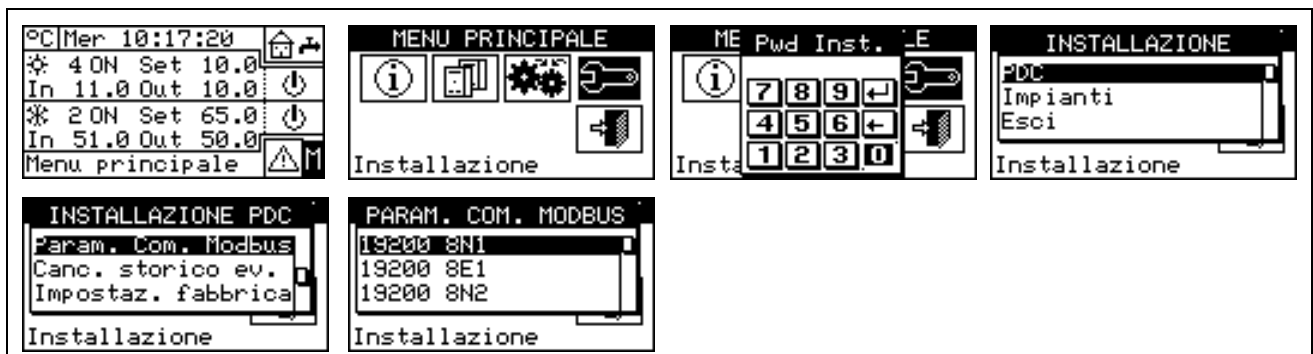 °C Mer 10:17:20
4 ON Set 10.0
In 11.0 Out 10.0
2 ON Set 65.0
In 51.0 Out 50.0
Menu principale M
MENU PRINCIPALE
i
Installazione
ME Pwd Inst. LE
i
7 8 9
4 5 6
1 2 3 0
Insta
INSTALLAZIONE
PDC
Impianti
Esci
Installazione
INSTALLAZIONE PDC
Param. Com. Modbus
Canc. storico ev.
Impostaz. fabbrica
Installazione
PARAM. COM. MODBUS
19200 8N1
19200 8E1
19200 8N2
Installazione